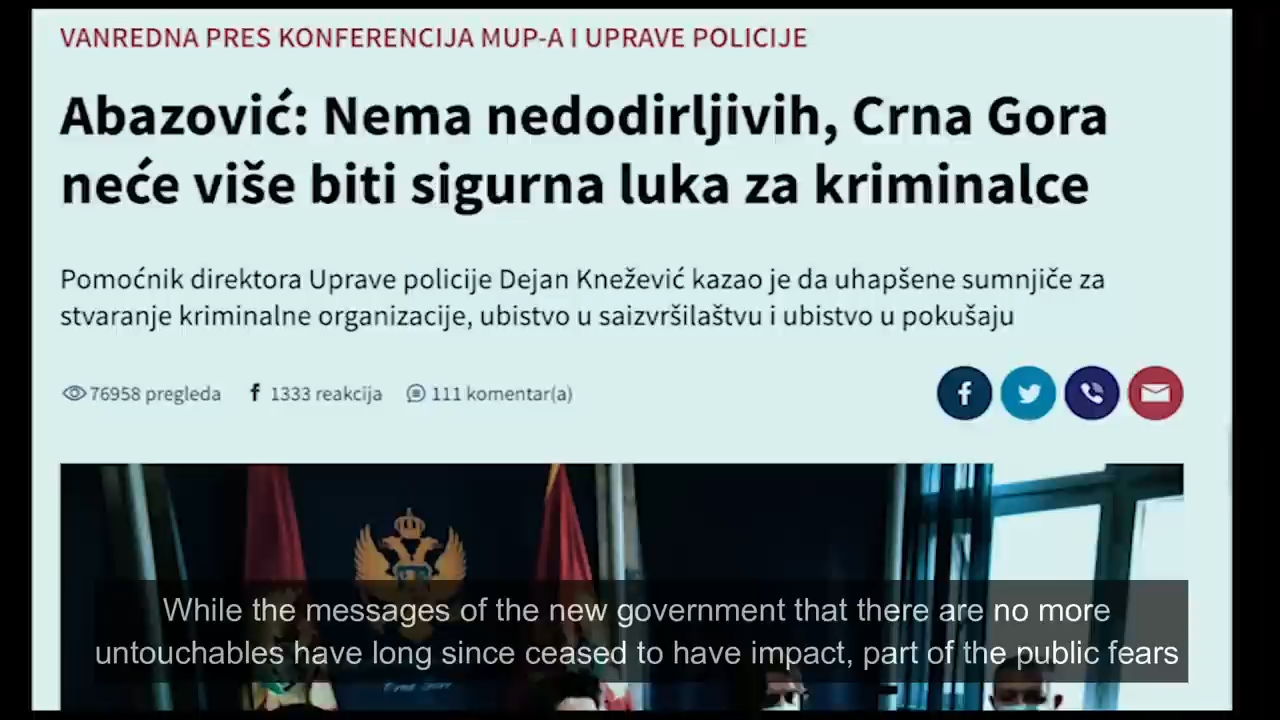 VANREDNA PRES KONFERENCIJA MUP-A I UPRAVE POLICIJE
Abazović: Nema nedodirljivih, Crna Gora
neće više biti sigurna luka za kriminalce
Pomoćnik direktora Uprave policije Dejan Knežević kazao je da uhapšene sumnjiče za
stvaranje kriminalne organizacije, ubistvo u saizvršilaštvu i ubistvo u pokušaju
76958 pregleda 1333 reakcija 111 komentar(a)
While the messages of the new government that there are no more
untouchables have long since ceased to have impact, part of the public fears